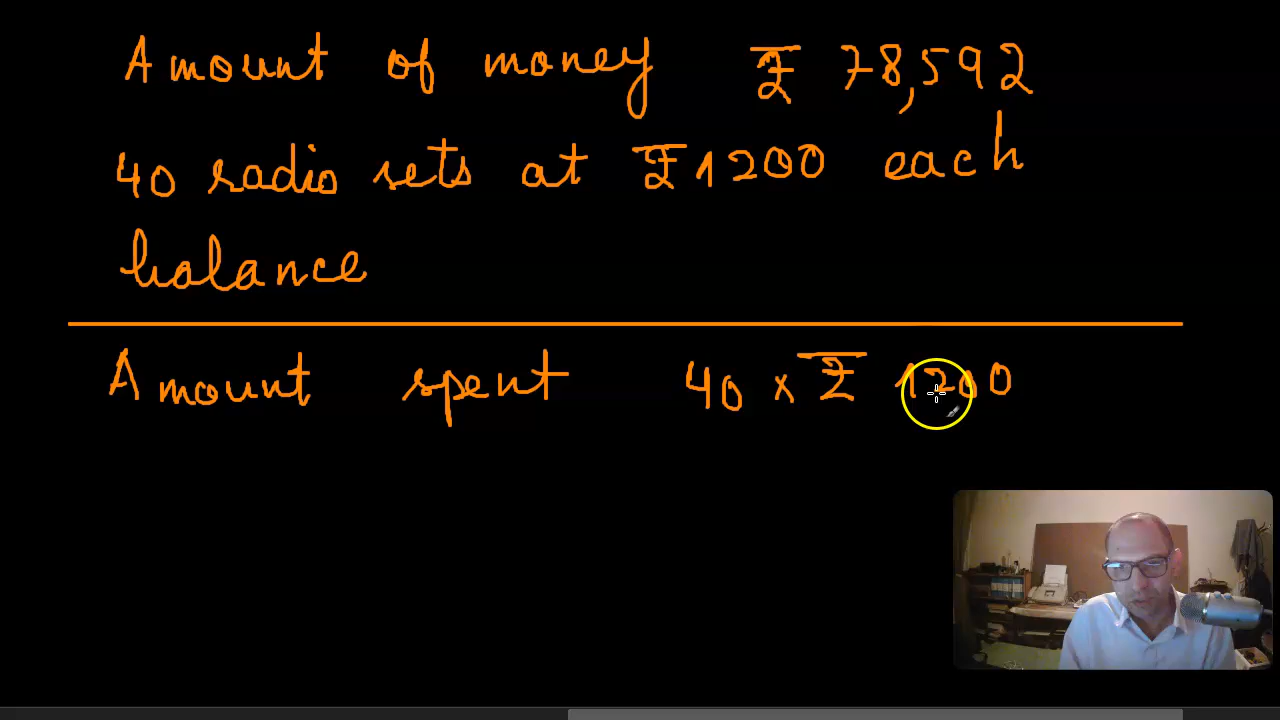 Amount of money ₹ 78,592
40 radio sets at ₹1200 each
balance
Amount spent 40 x ₹ 1200